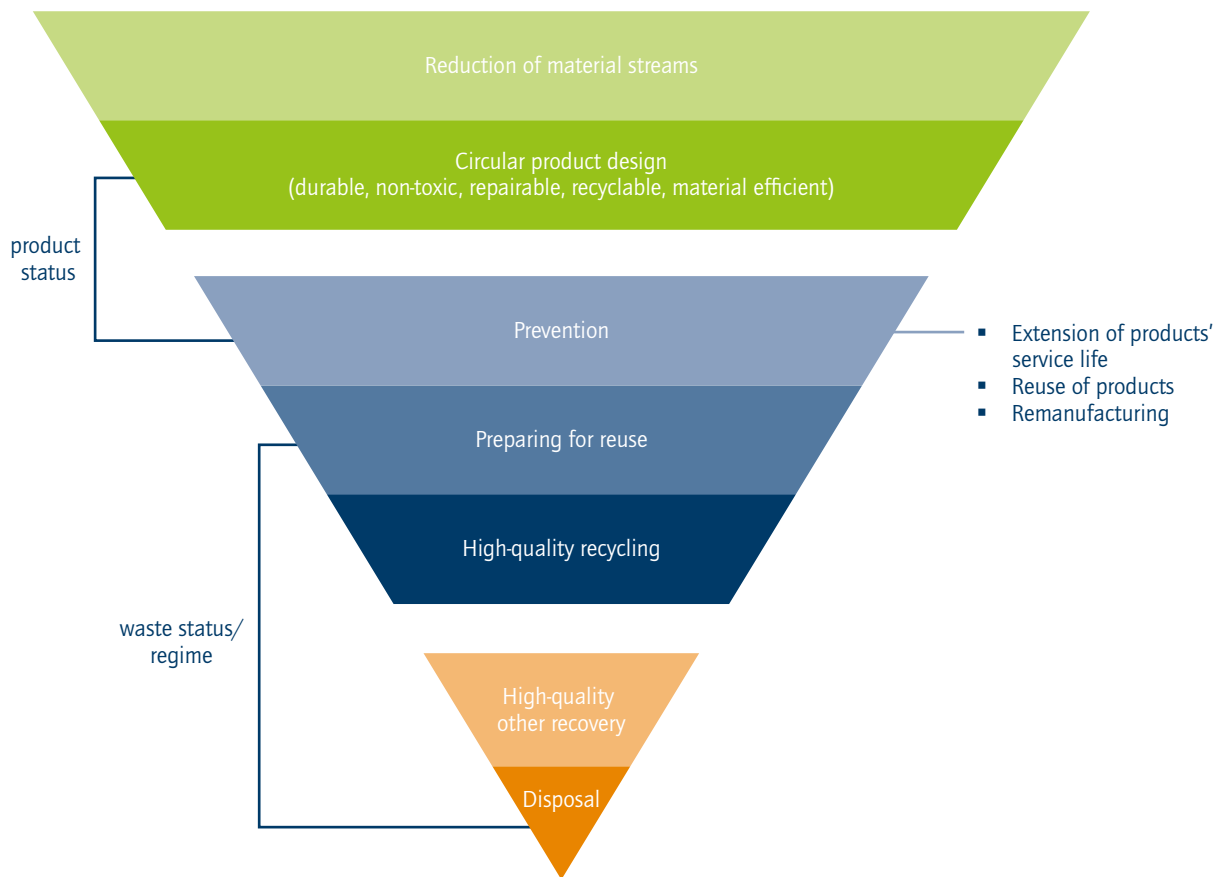 Reduction of material streams
Circular product design
(durable, non-toxic, repairable, recyclable, material efficient)
product
status
Prevention
▪ Extension of products’
service life
▪ Reuse of products
▪ Remanufacturing
Preparing for reuse
High-quality recycling
waste status/
regime
High-quality
other recovery
Disposal